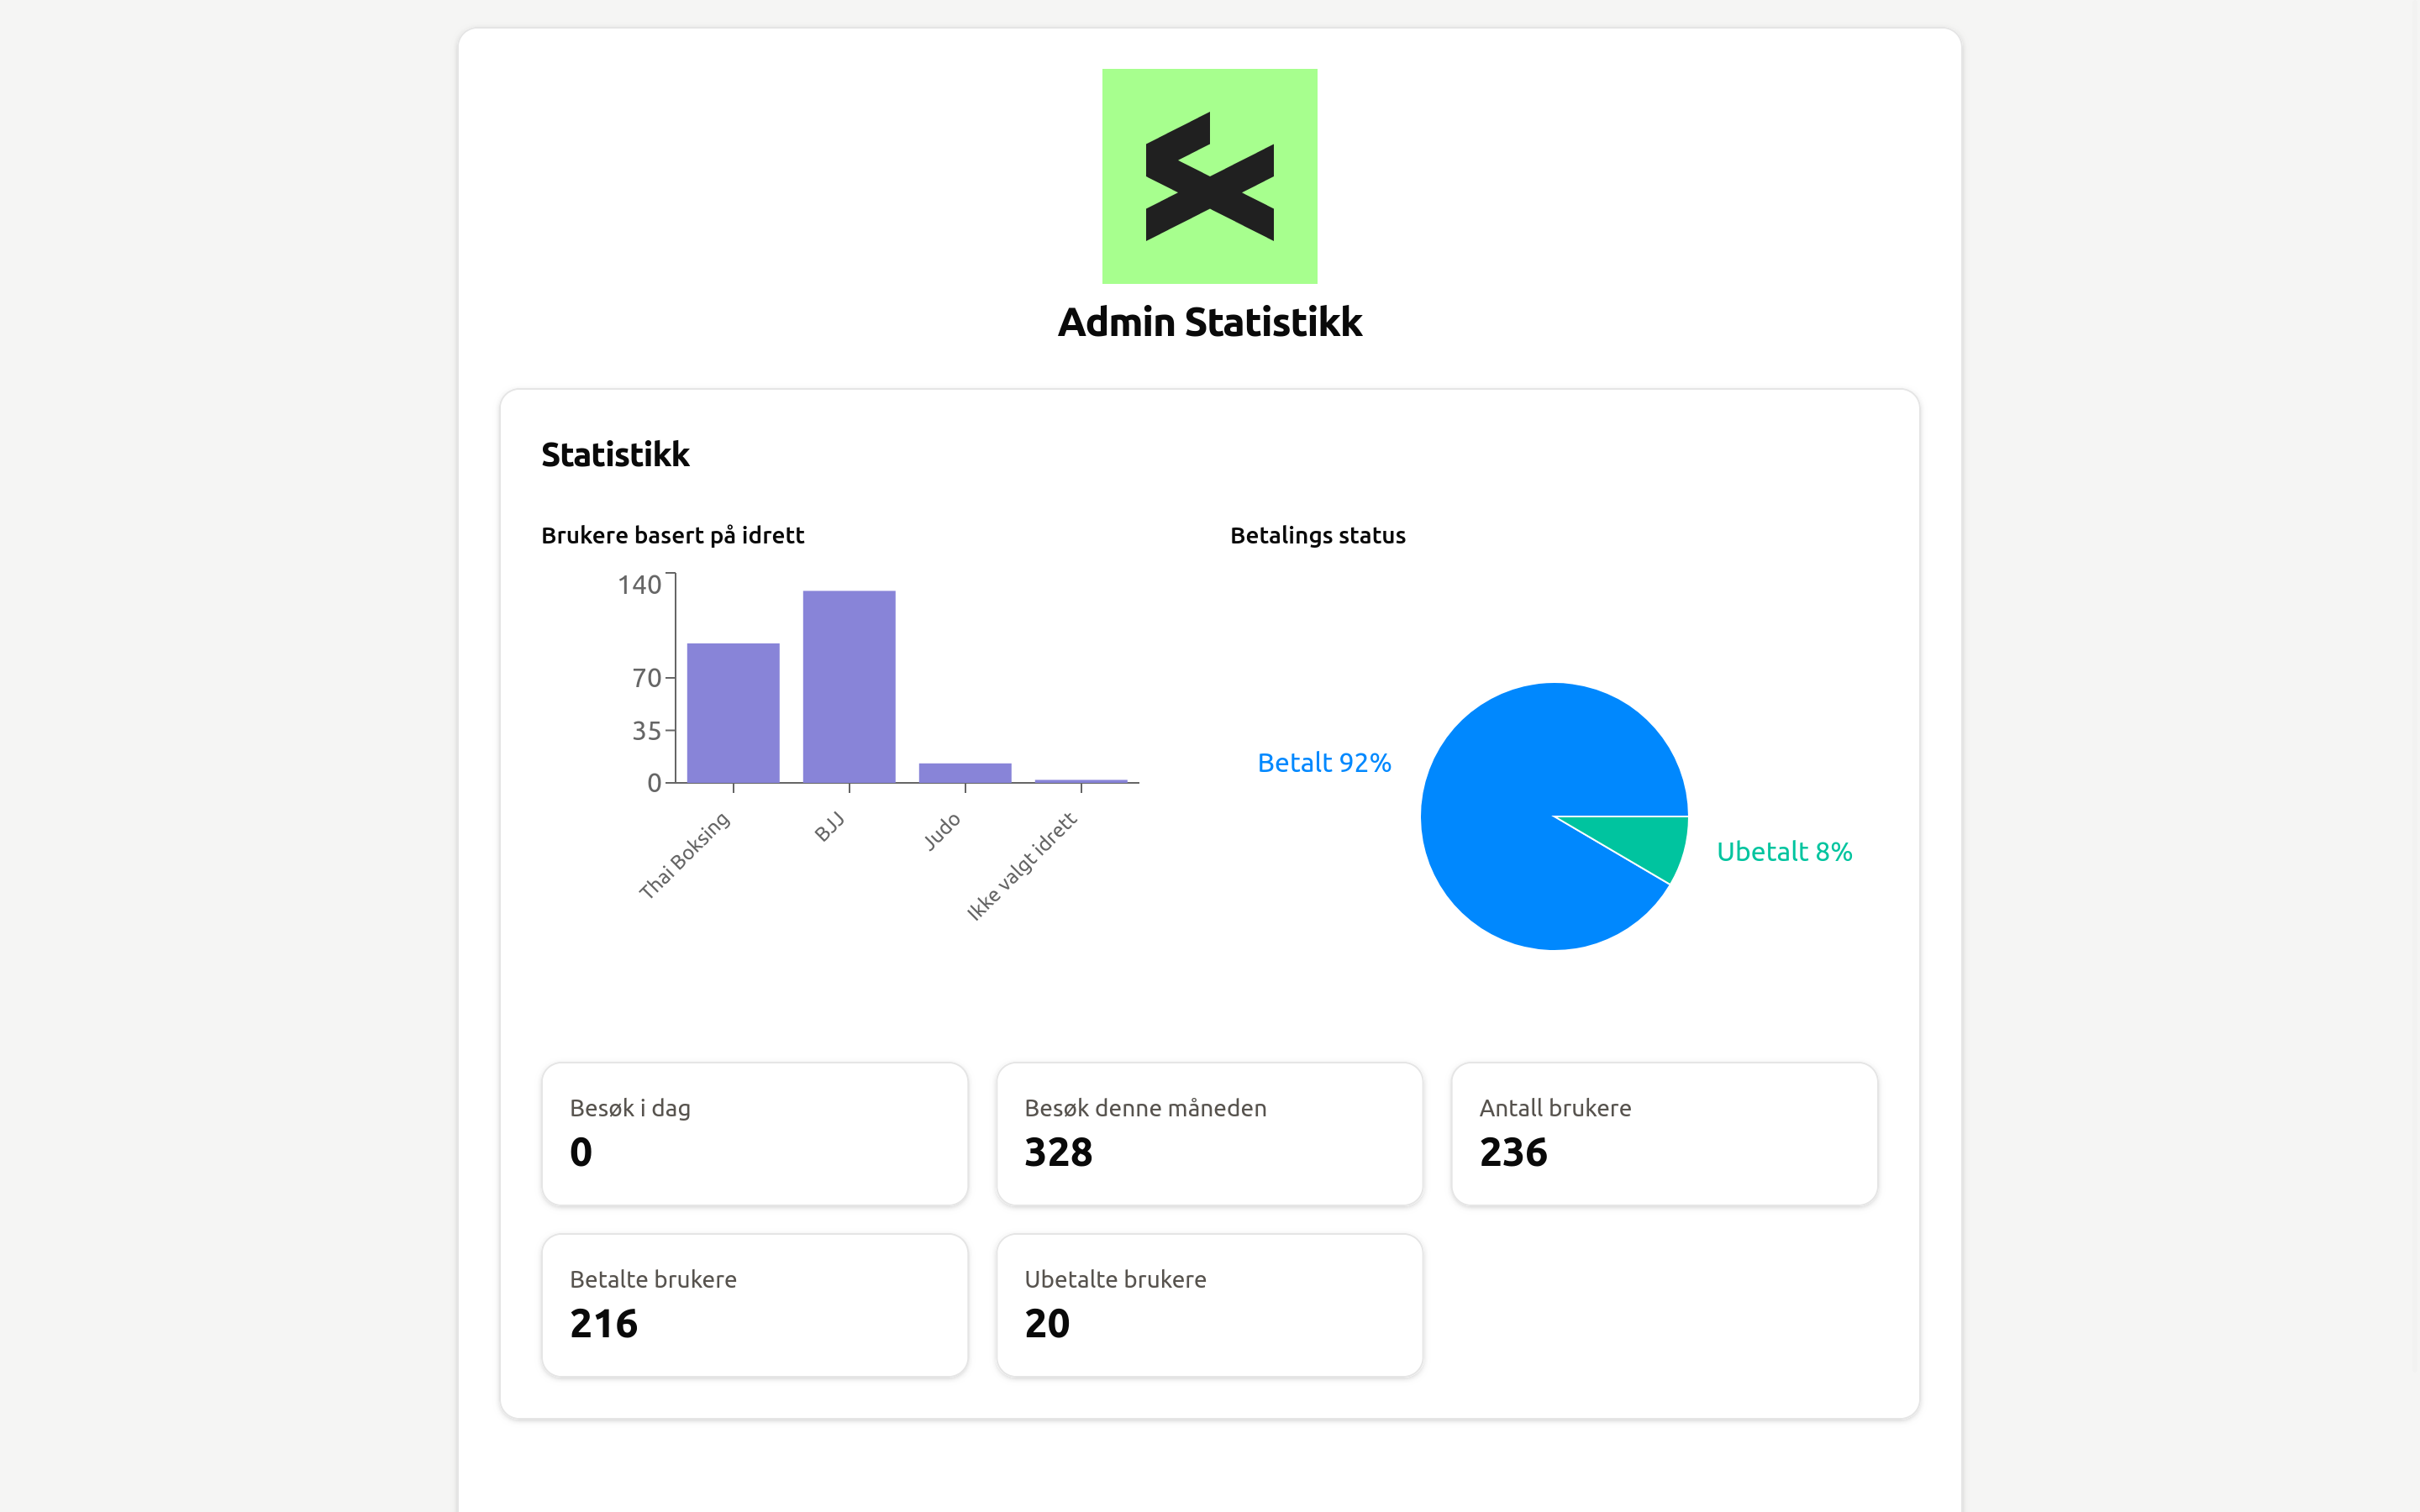 Admin Statistikk
Statistikk
Brukere basert på idrett
140
70
35
0
Thai Boksing
BJJ
Judo
Ikke valgt idrett
Betalings status
Betalt 92%
Ubetalt 8%
Besøk i dag
0
Besøk denne måneden
328
Antall brukere
236
Betalte brukere
216
Ubetalte brukere
20